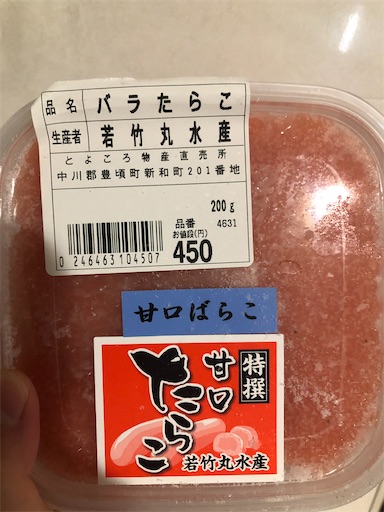 品名 バラたらこ
生産者 若竹丸水産
とよころ物産直売所
中川郡豊頃町新和町201番地
200g
品番 4631
お値段(円)
450
0 246463 104507
甘口ばらこ
特撰
甘口
たらこ
若竹丸水産